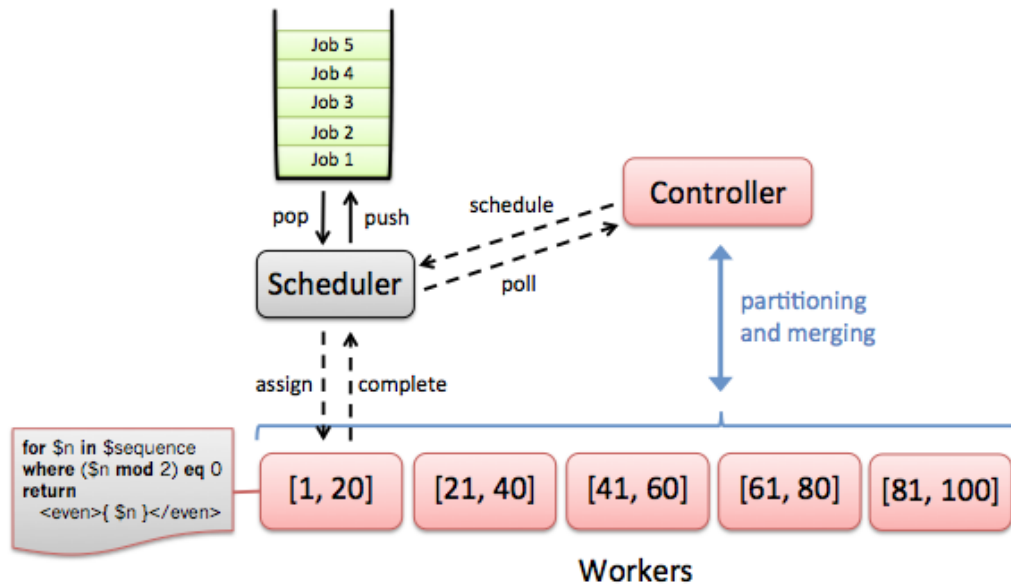 Job 5
Job 4
Job 3
Job 2
Job 1
pop
push
schedule
Controller
Scheduler
poll
partitioning
and merging
assign
complete
for $n in $sequence
where ($n mod 2) eq 0
return
<even>{ $n }</even>
[1, 20]
[21, 40]
[41, 60]
[61, 80]
[81, 100]
Workers